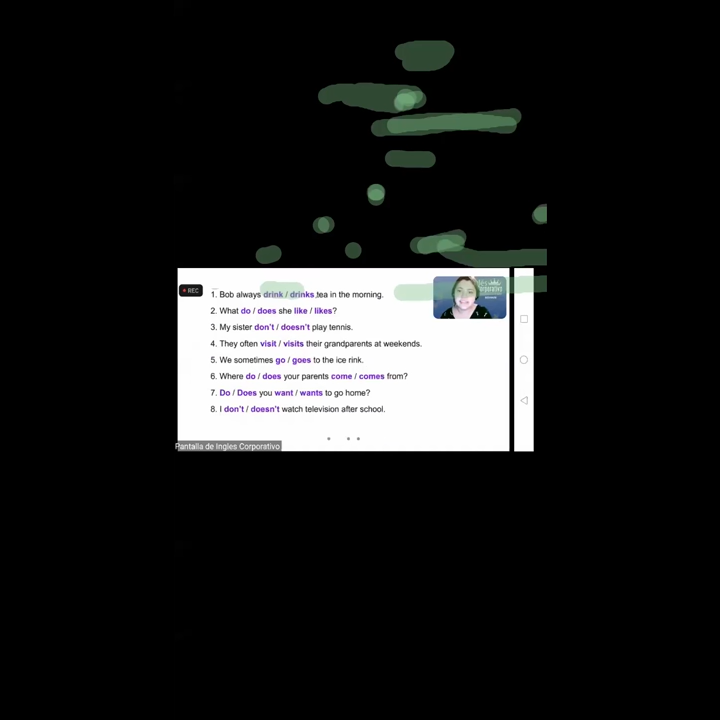 REC
1. Bob always drink / drinks tea in the morning.
2. What do / does she like / likes?
3. My sister don't / doesn't play tennis.
4. They often visit / visits their grandparents at weekends.
5. We sometimes go / goes to the ice rink.
6. Where do / does your parents come / comes from?
7. Do / Does you want / wants to go home?
8. I don't / doesn't watch television after school.
Pantalla de Ingles Corporativo